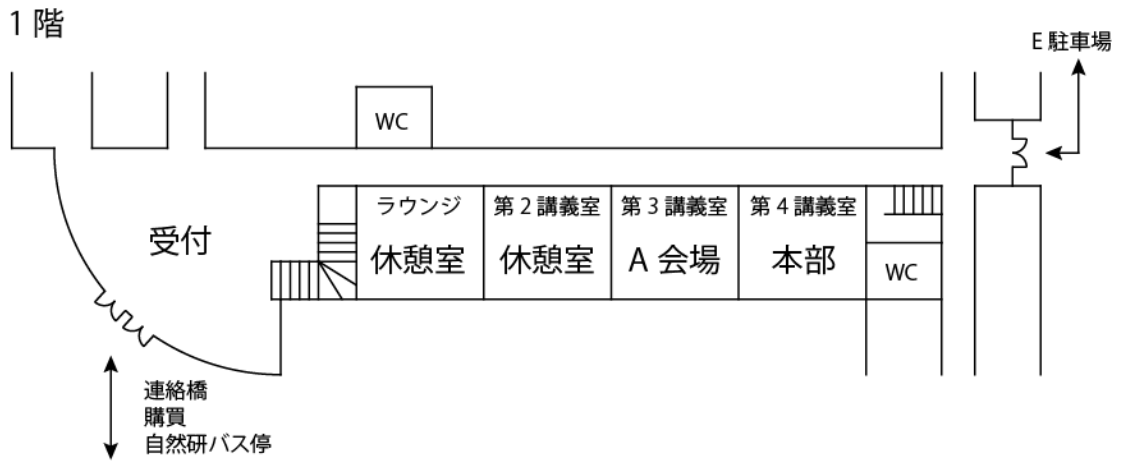 1 階
E 駐車場
WC
ラウンジ
第 2 講義室
第 3 講義室
第 4 講義室
受付
休憩室
休憩室
A 会場
本部
WC
連絡橋
購買
自然研バス停